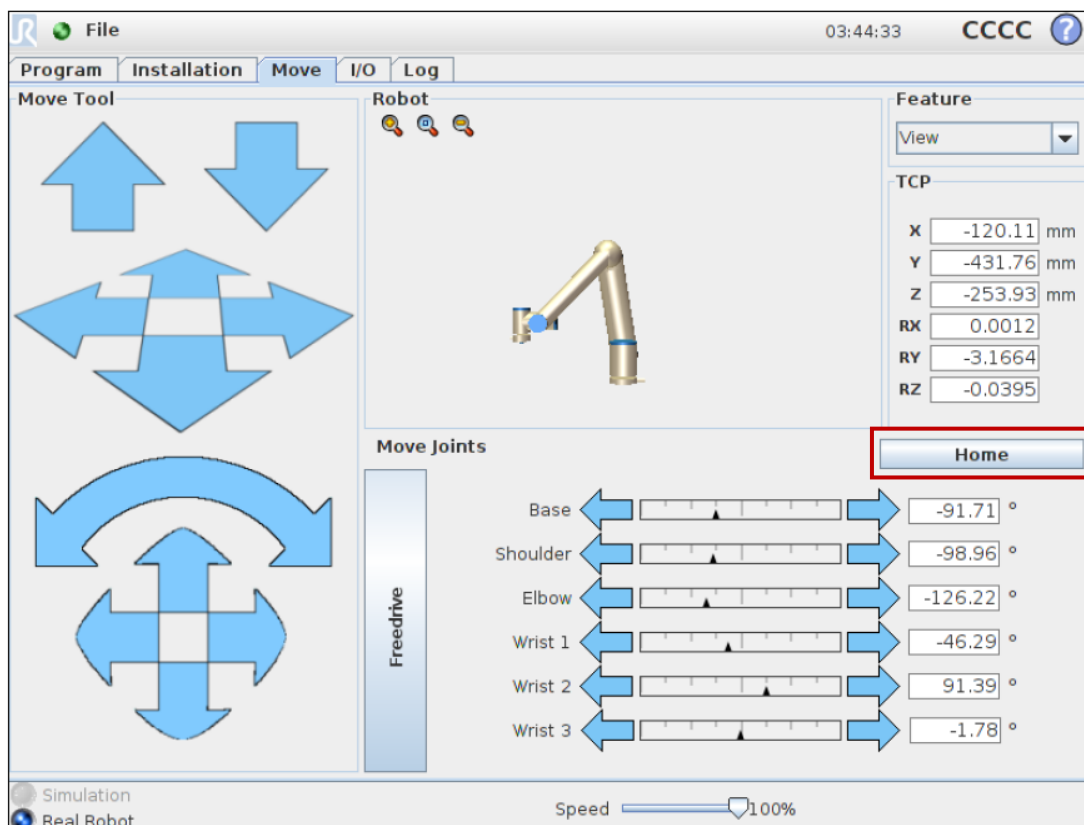 File 03:44:33 CCCC ?
Program Installation Move I/O Log
Move Tool
Robot
Feature
View
TCP
X -120.11 mm
Y -431.76 mm
Z -253.93 mm
RX 0.0012
RY -3.1664
RZ -0.0395
Move Joints
Home
Freedrive
Base -91.71 °
Shoulder -98.96 °
Elbow -126.22 °
Wrist 1 -46.29 °
Wrist 2 91.39 °
Wrist 3 -1.78 °
Simulation
Real Robot
Speed 100%